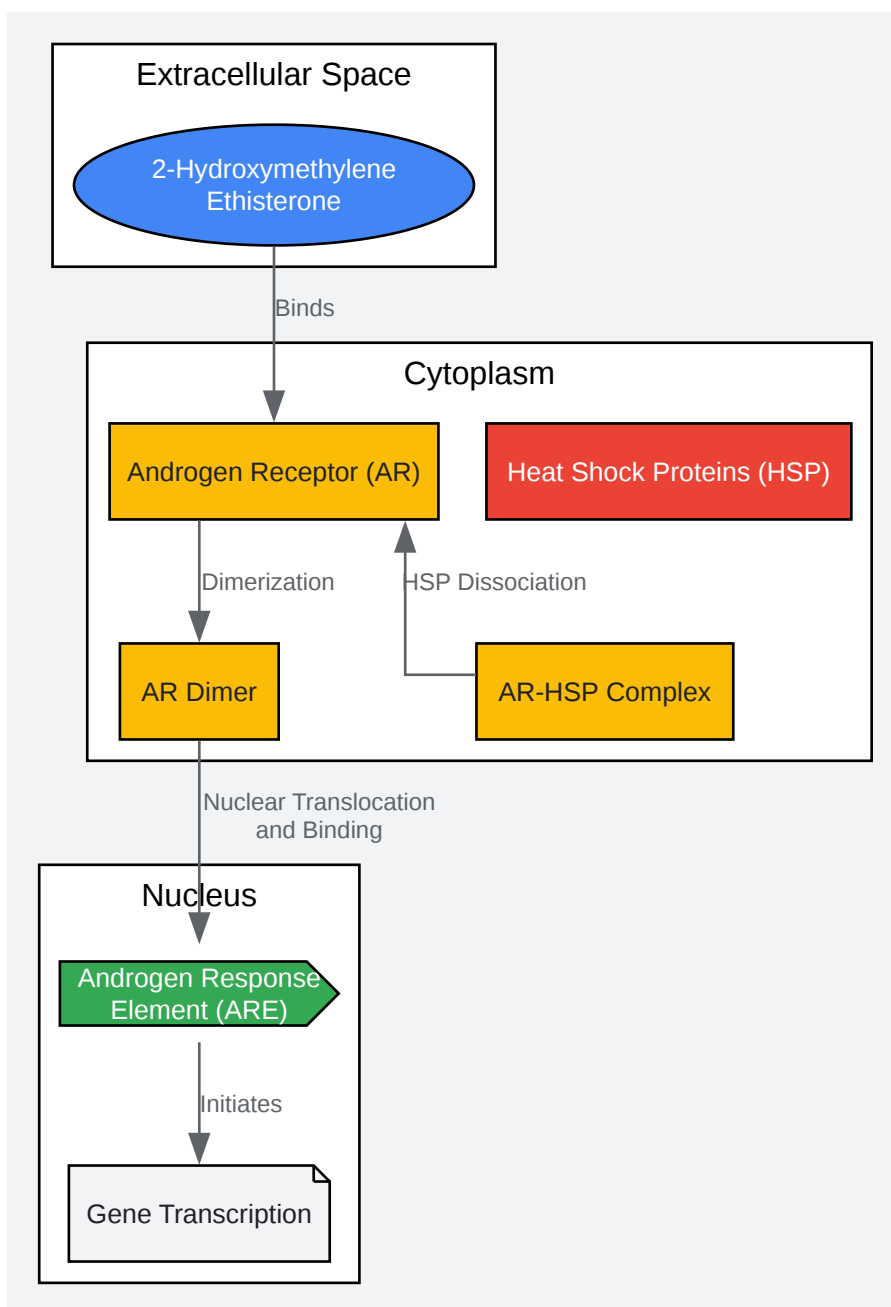 Extracellular Space
2-Hydroxymethylene
Ethisterone
Binds
Cytoplasm
Androgen Receptor (AR)
Heat Shock Proteins (HSP)
Dimerization
HSP Dissociation
AR Dimer
AR-HSP Complex
Nuclear Translocation
and Binding
Nucleus
Androgen Response
Element (ARE)
Initiates
Gene Transcription